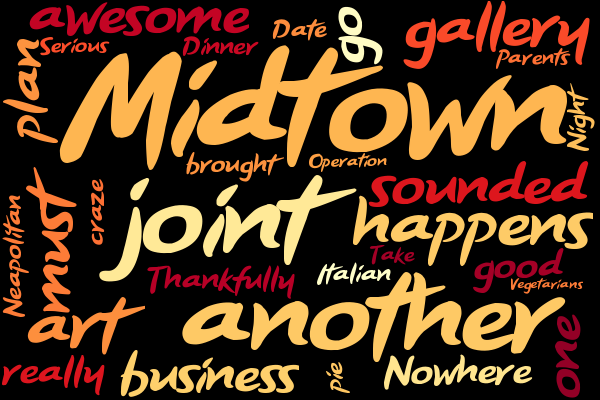 awesome
go
gallery
Serious
Dinner
Date
Parents
plan
Midtown
Night
brought
Operation
craze
joint
sounded
Neapolitan
must
happens
Take
good
Thankfully
Italian
Vegetarians
art
another
one
really
business
pie
Nowhere